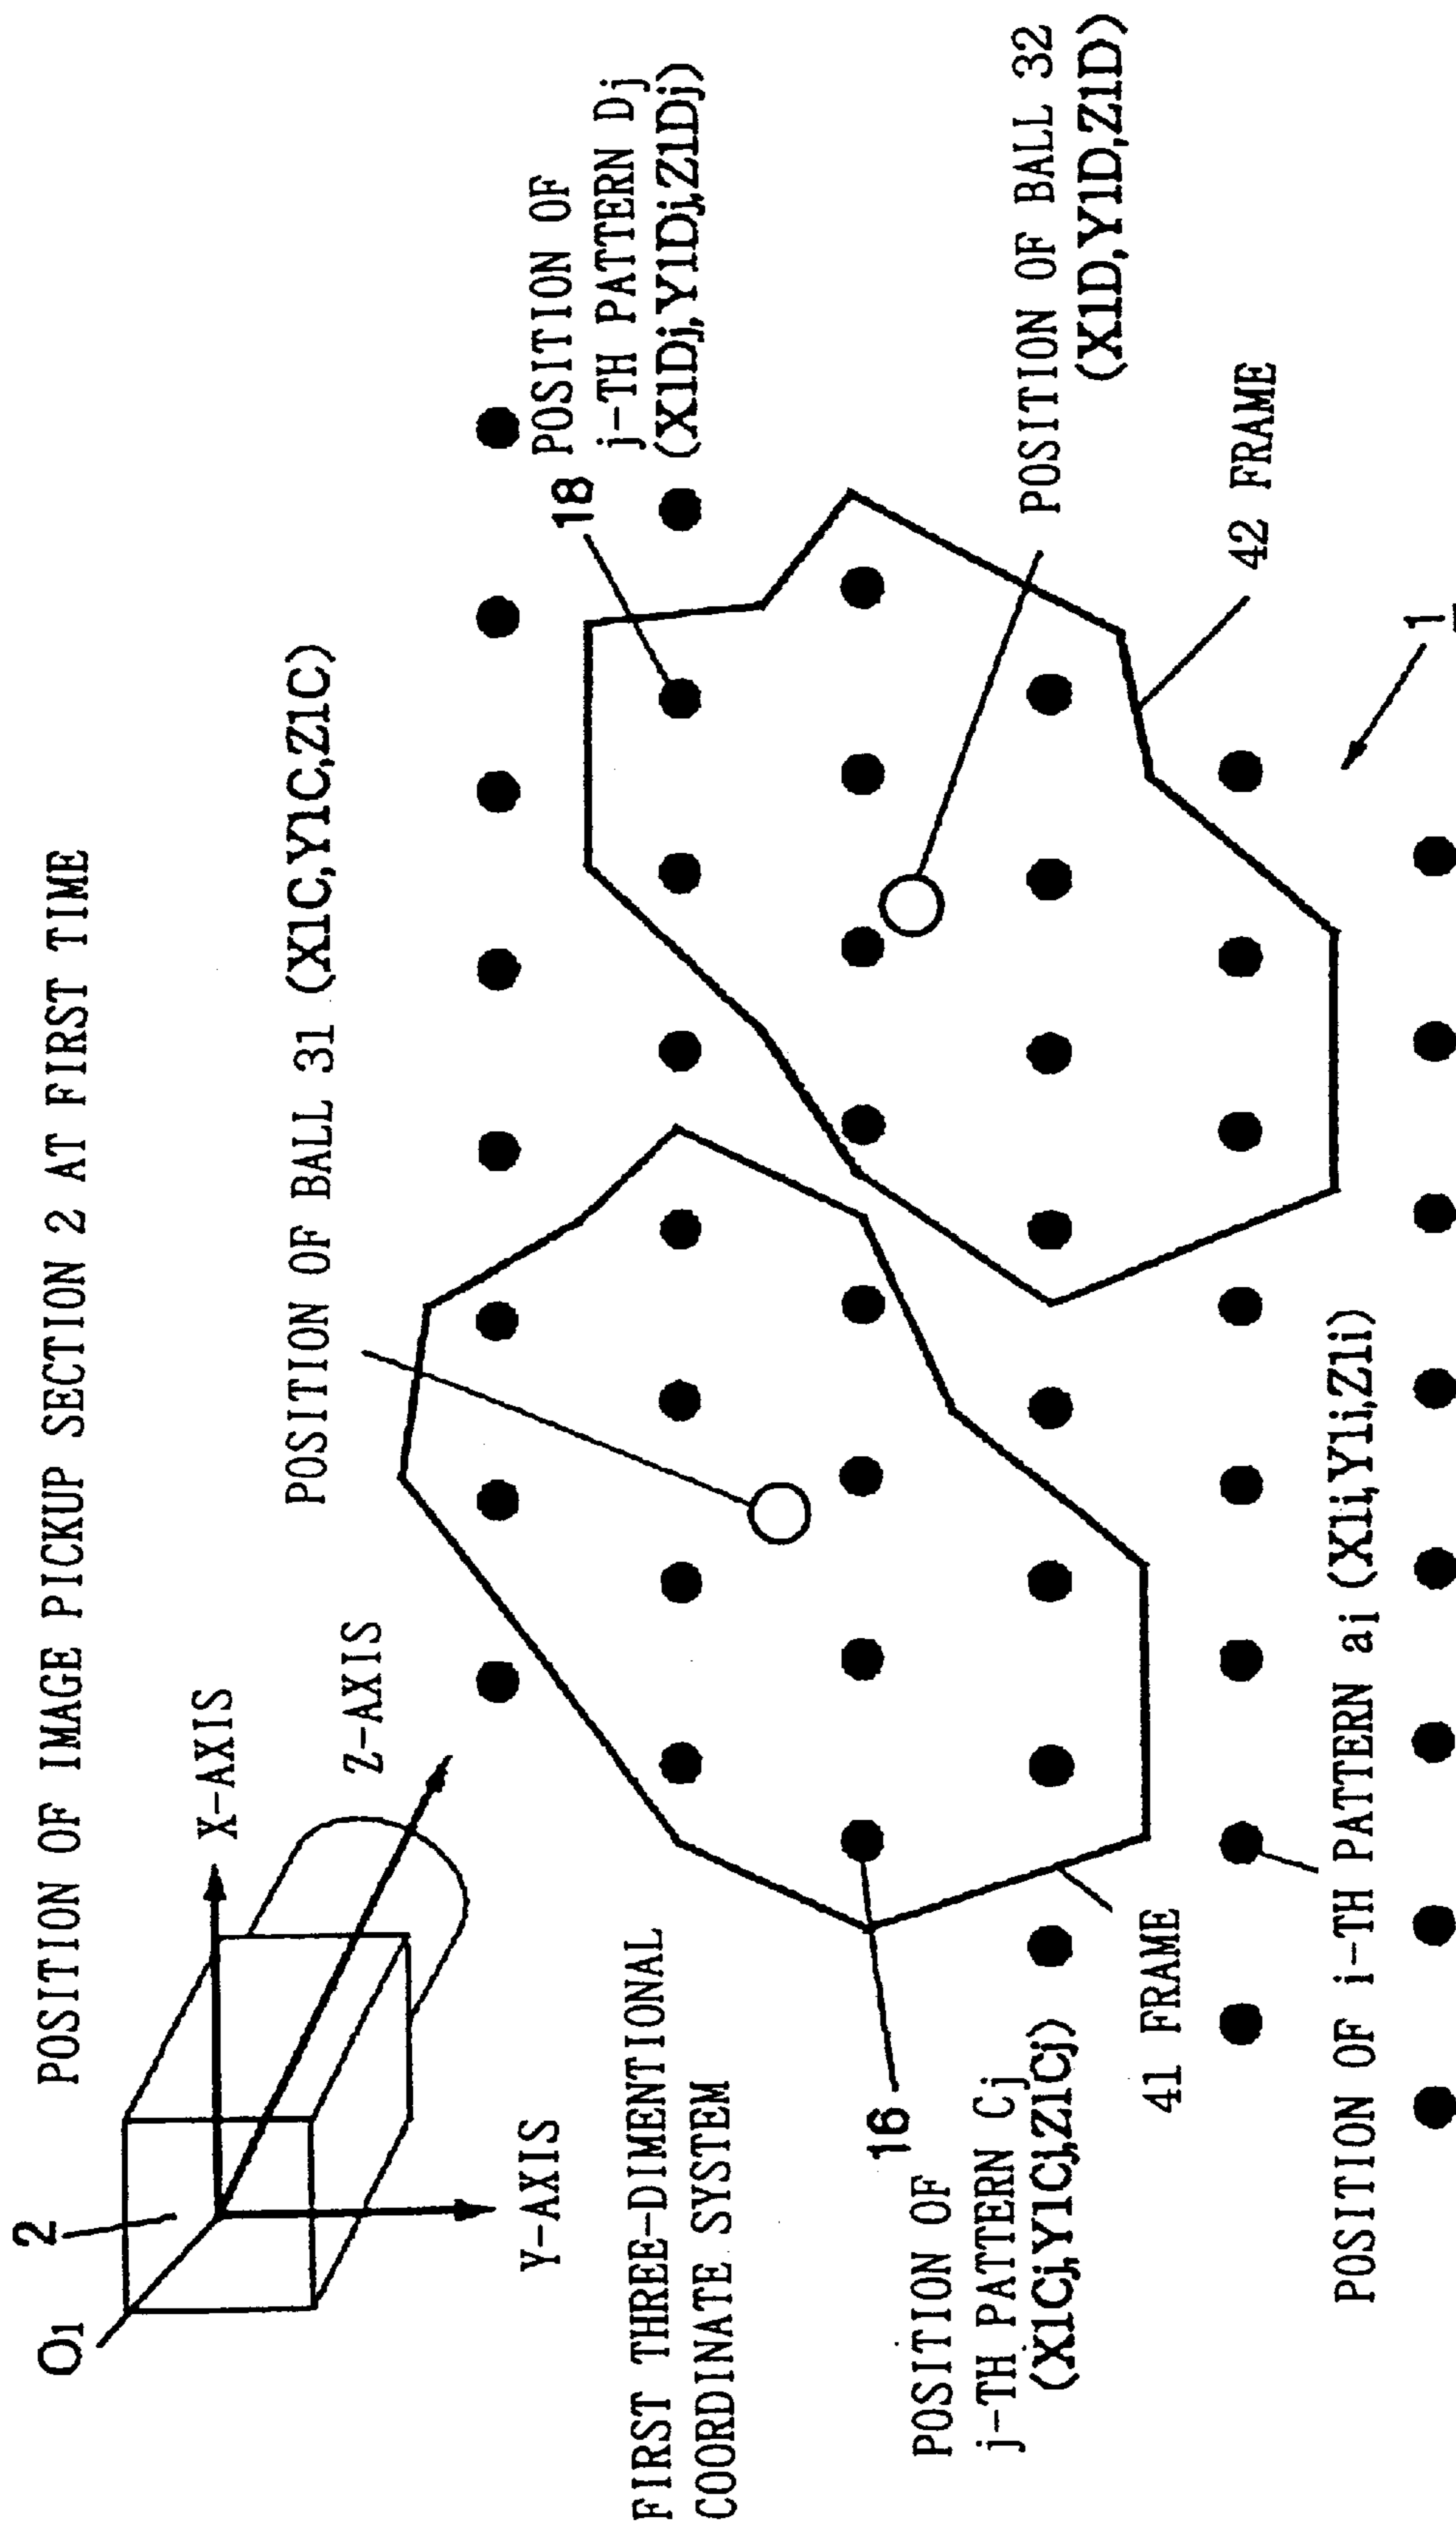 POSITION OF IMAGE PICKUP SECTION 2 AT FIRST TIME
2
O1
X-AXIS
Z-AXIS
Y-AXIS
FIRST THREE-DIMENTIONAL
COORDINATE SYSTEM
POSITION OF BALL 31 (X1C,Y1C,Z1C)
18
POSITION OF
j-TH PATTERN Dj
(X1Dj,Y1Dj,Z1Dj)
16
POSITION OF
j-TH PATTERN Cj
(X1Cj,Y1Cj,Z1Cj)
POSITION OF BALL 32
(X1D,Y1D,Z1D)
41 FRAME
42 FRAME
POSITION OF i-TH PATTERN ai (X1i,Y1i,Z1i)
1